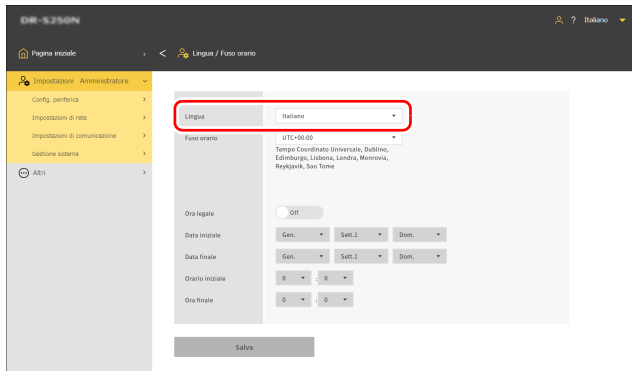 DR-S250N
? Italiano
Pagina iniziale
Lingua / Fuso orario
Impostazioni Amministratore
Config. periferica
Impostazioni di rete
Impostazioni di comunicazione
Gestione sistema
Altri
Lingua Italiano
Fuso orario UTC+00:00
Tempo Coordinato Universale, Dublino,
Edimburgo, Lisbona, Londra, Monrovia,
Reykjavik, Sao Tome
Ora legale Off
Data iniziale Gen. Sett.1 Dom.
Data finale Gen. Sett.1 Dom.
Orario iniziale 0 : 0
Ora finale 0 : 0
Salva